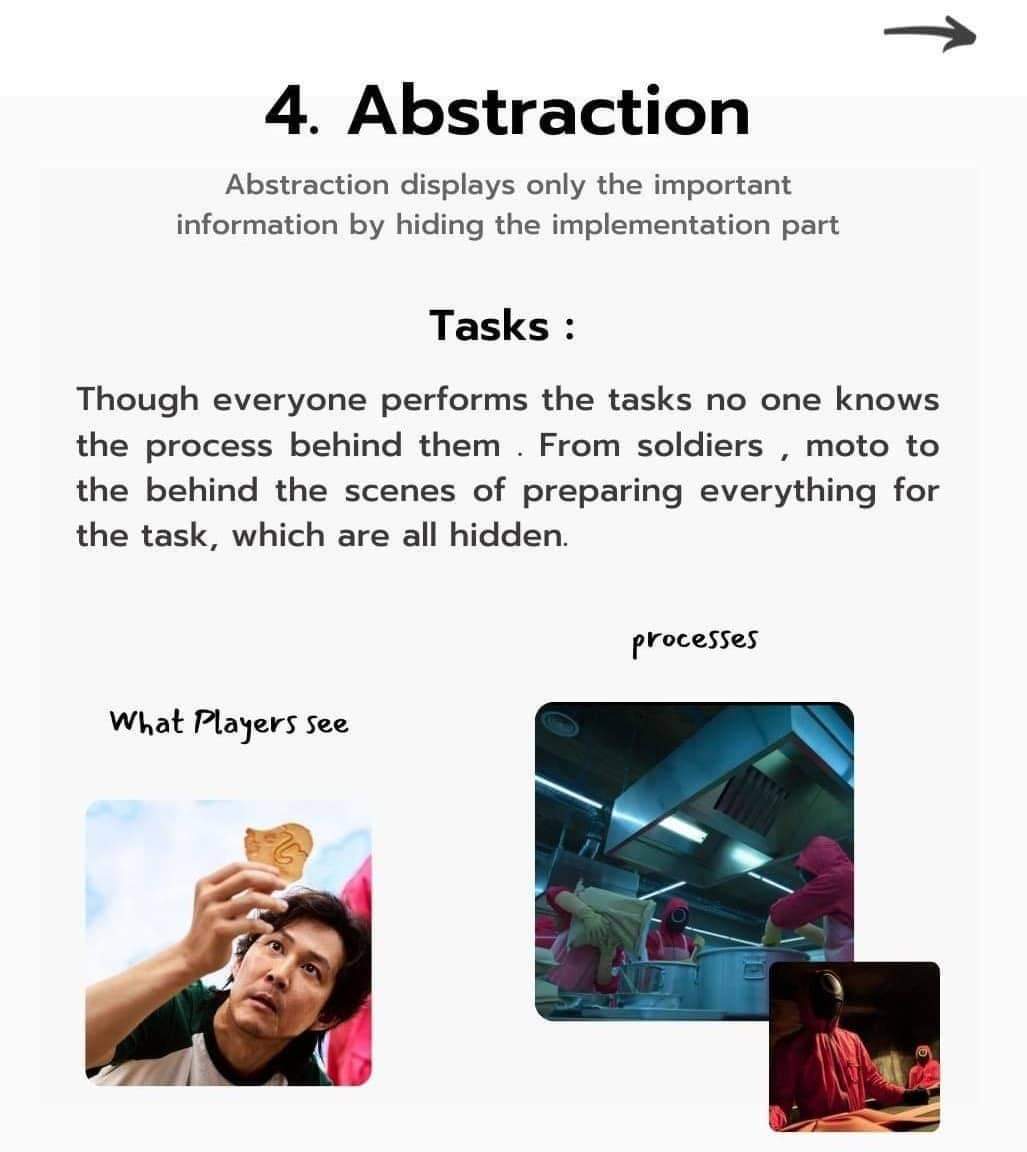 4. Abstraction
Abstraction displays only the important
information by hiding the implementation part
Tasks :
Though everyone performs the tasks no one knows
the process behind them . From soldiers , moto to
the behind the scenes of preparing everything for
the task, which are all hidden.
processes
What Players see